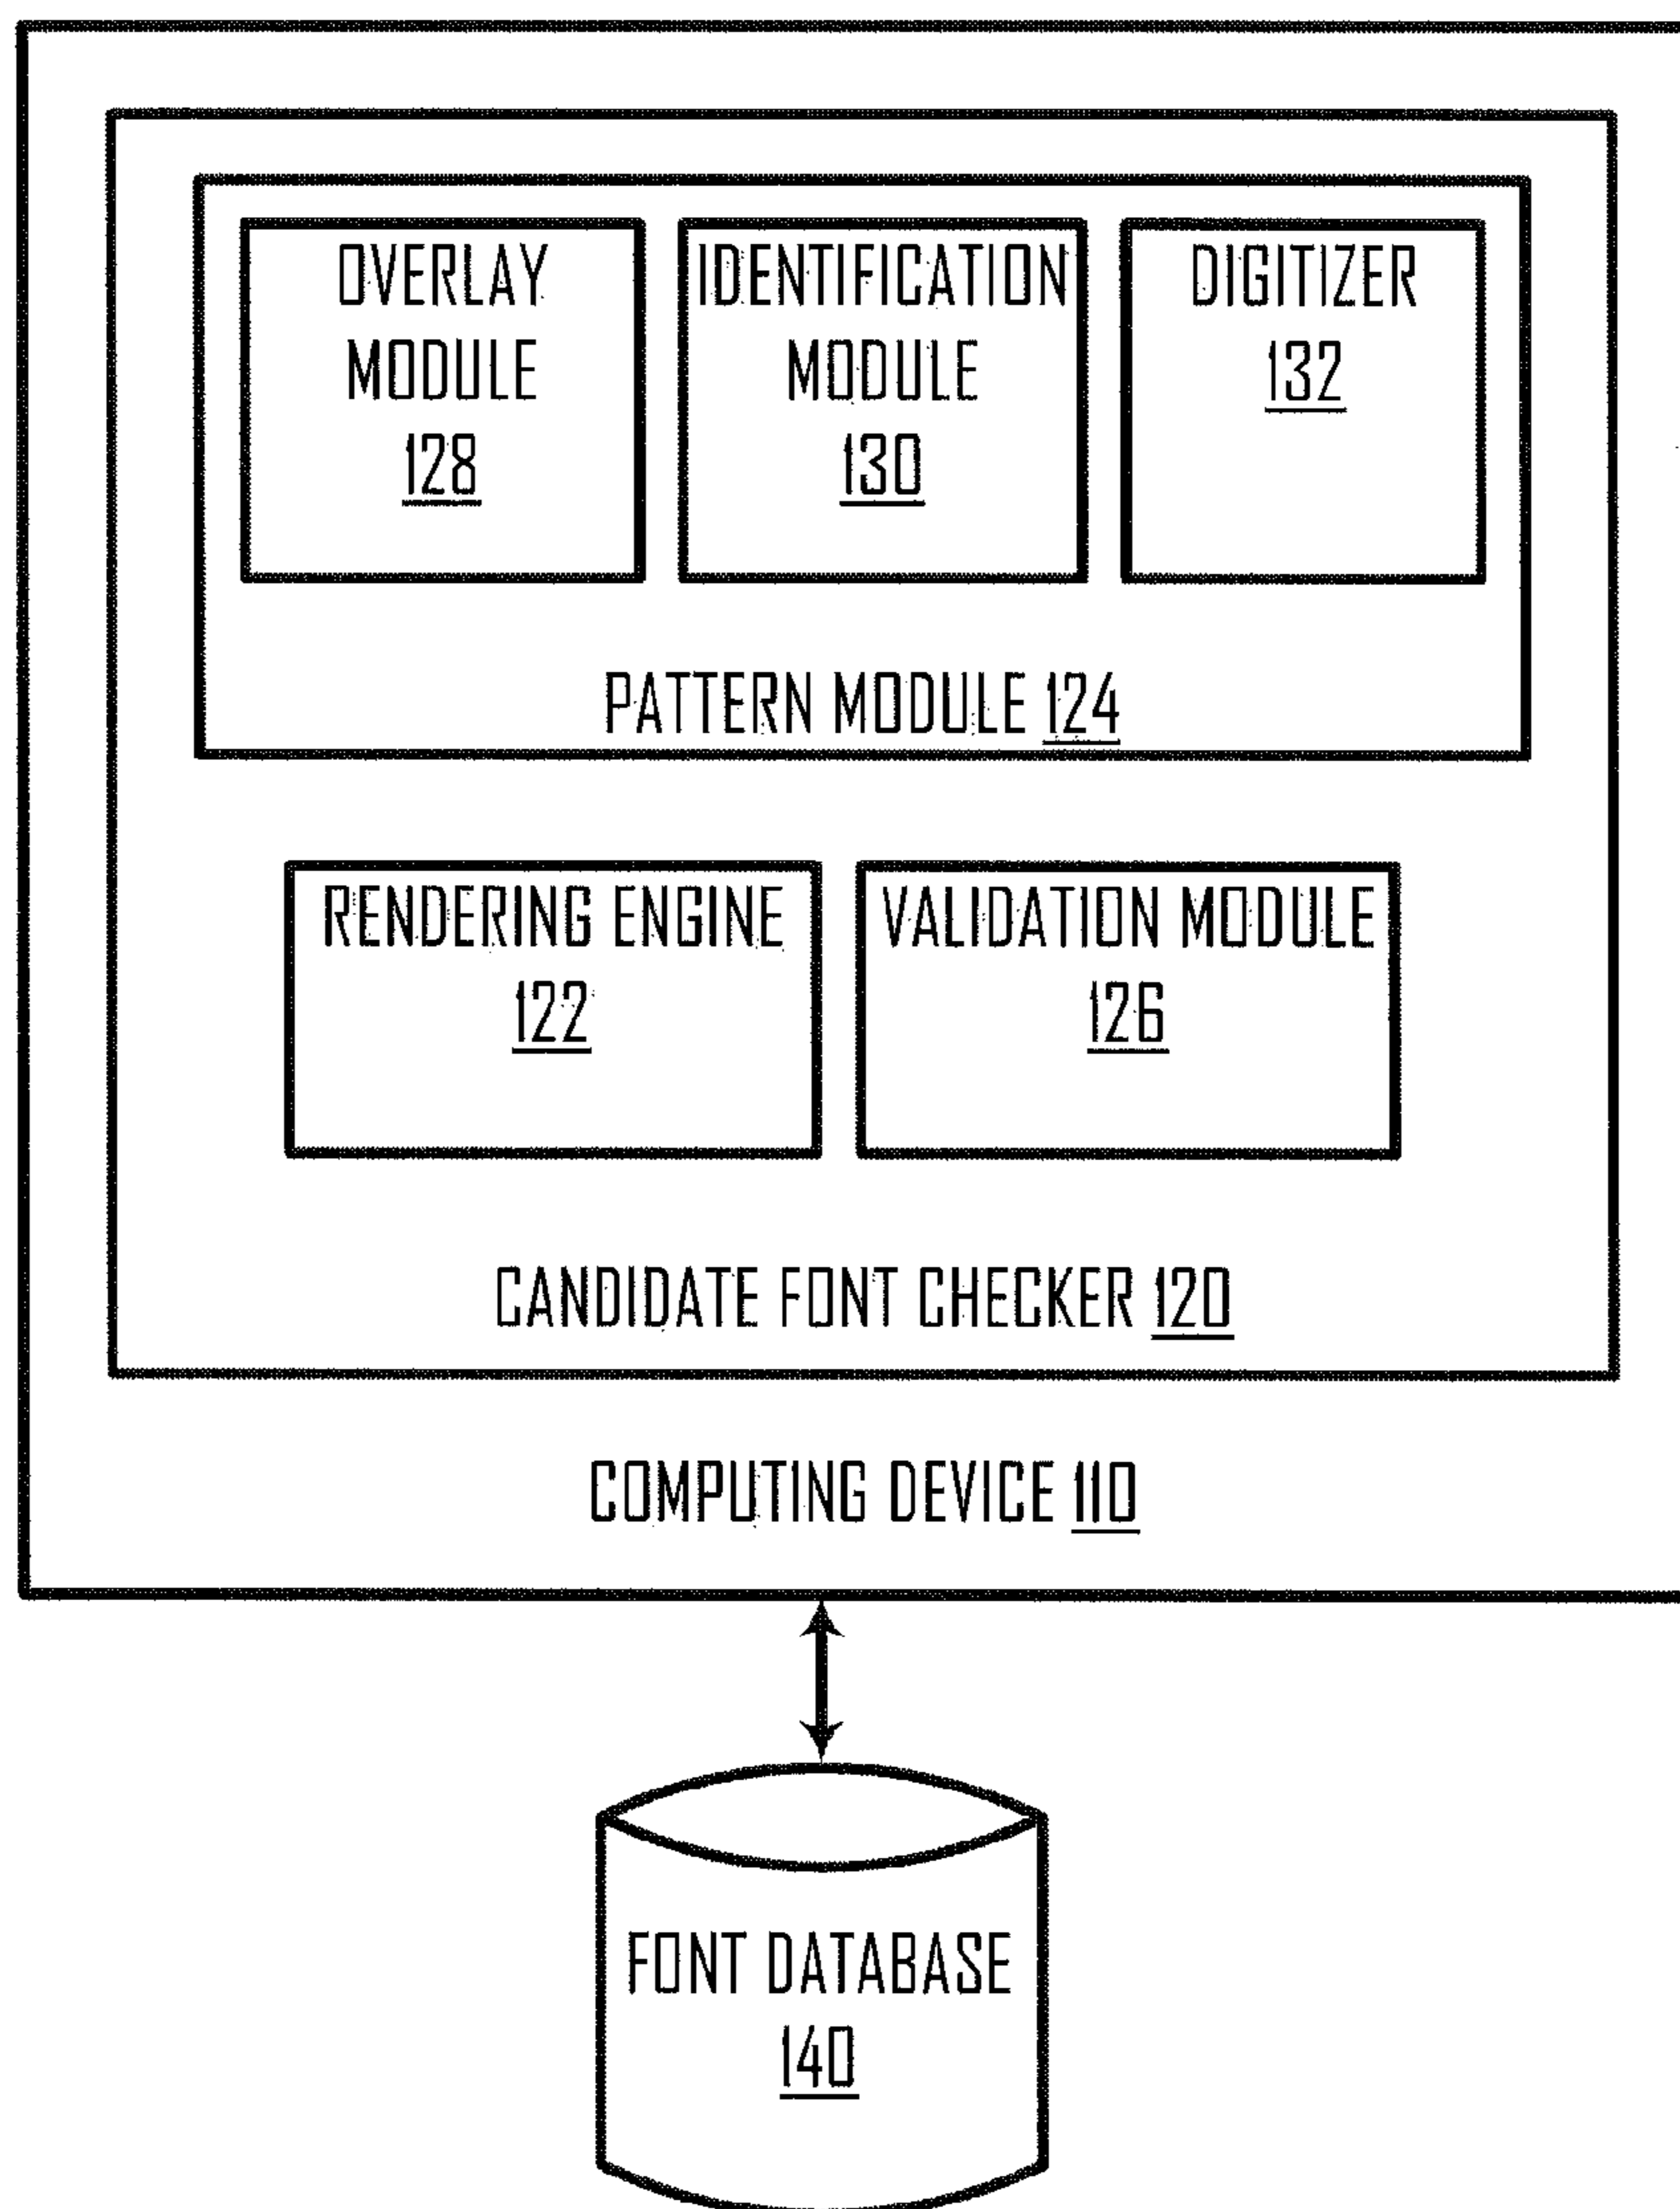 OVERLAY
MODULE
128
IDENTIFICATION
MODULE
130
DIGITIZER
132
PATTERN MODULE 124
RENDERING ENGINE
122
VALIDATION MODULE
126
CANDIDATE FONT CHECKER 120
COMPUTING DEVICE 110
FONT DATABASE
140